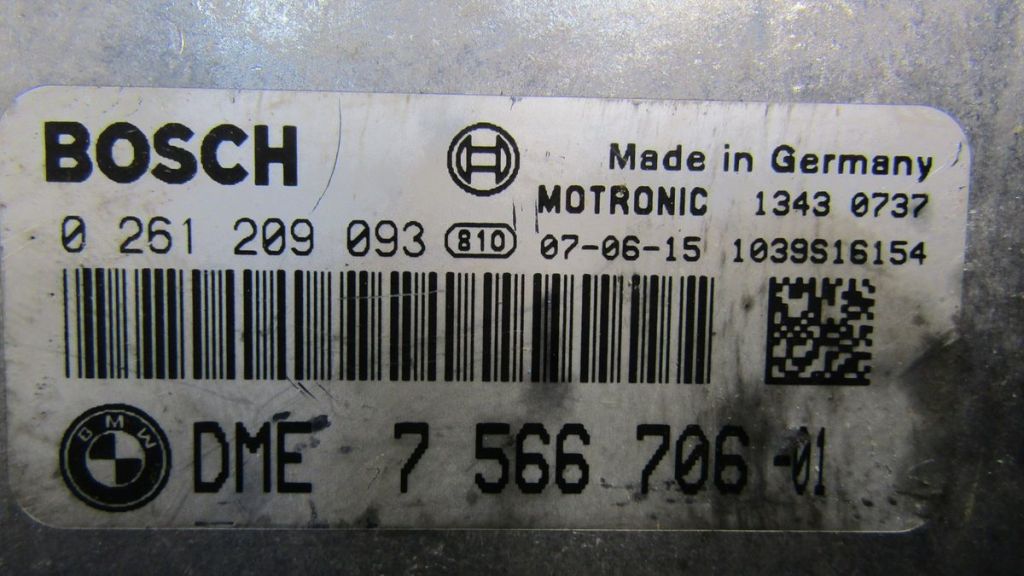 BOSCH
Made in Germany
MOTRONIC 1343 0737
0 261 209 093 810 07-06-15 1039S16154
BMW DME 7 566 706-01